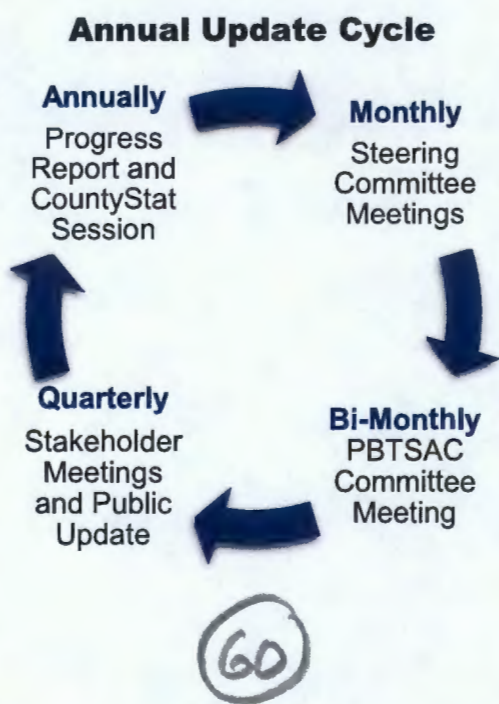 Annual Update Cycle
Annually
Progress
Report and
CountyStat
Session
Monthly
Steering
Committee
Meetings
Bi-Monthly
PBTSAC
Committee
Meeting
Quarterly
Stakeholder
Meetings
and Public
Update
60